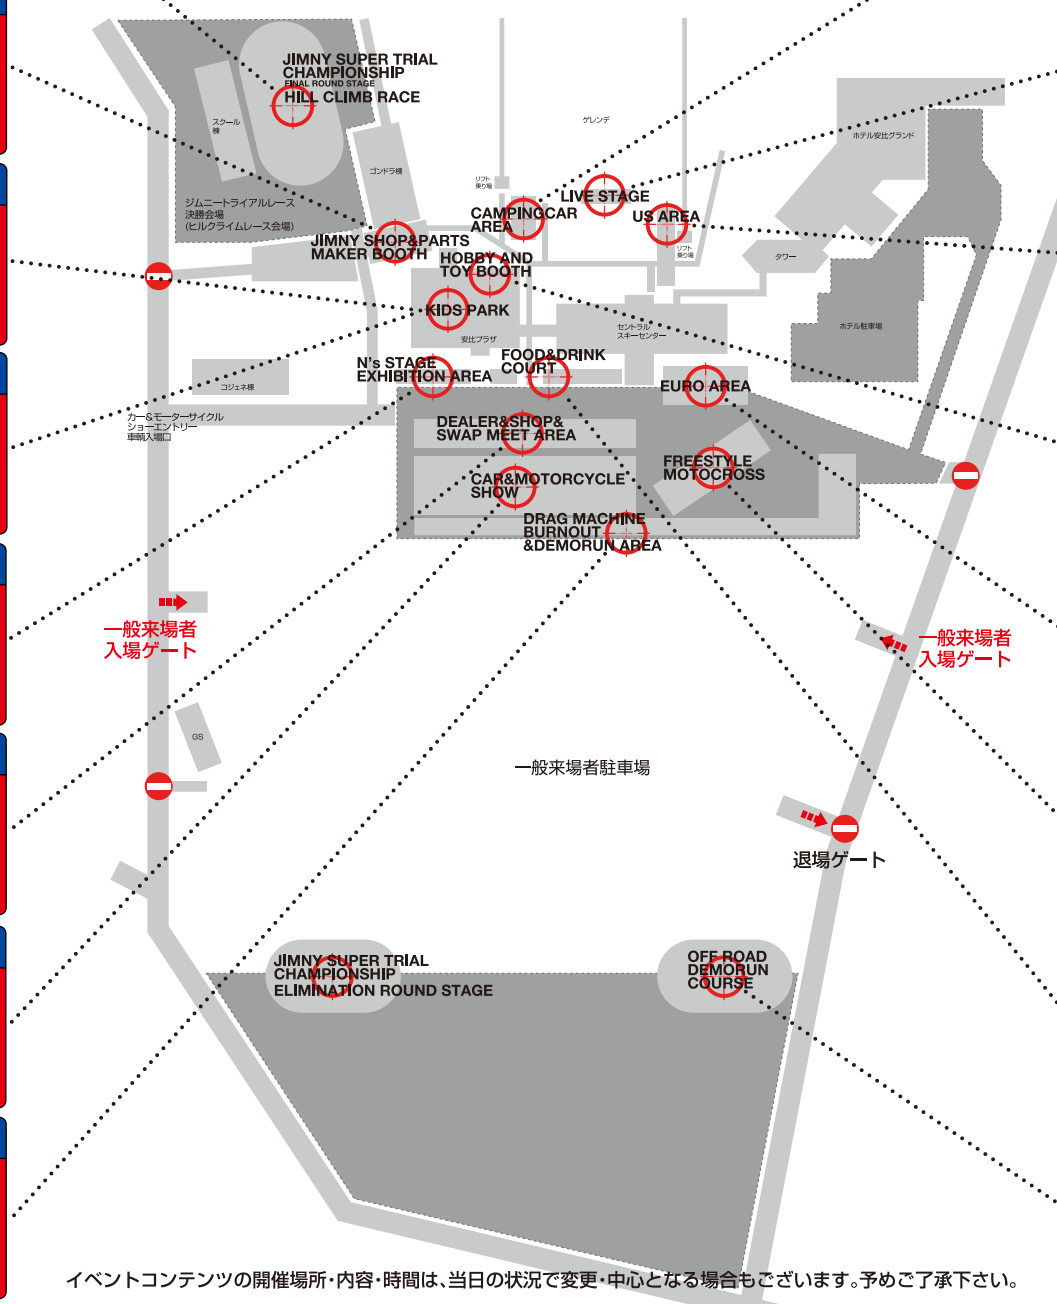 JIMNY SUPER TRIAL
CHAMPIONSHIP
FINAL ROUND STAGE
HILL CLIMB RACE
スクール
棟
ゴンドラ棟
ゲレンデ
ホテル安比グランド
リフト
乗り場
LIVE STAGE
ジムニートライアルレース
決勝会場
(ヒルクライムレース会場)
CAMPINGCAR
AREA
US AREA
JIMNY SHOP&PARTS
MAKER BOOTH
リフト
乗り場
タワー
HOBBY AND
TOY BOOTH
KIDS PARK
安比プラザ
セントラル
スキーセンター
ホテル駐車場
N's STAGE
EXHIBITION AREA
FOOD&DRINK
COURT
コジェネ棟
EURO AREA
カー&モーターサイクル
ショーエントリー
車輌入場口
DEALER&SHOP&
SWAP MEET AREA
FREESTYLE
MOTOCROSS
CAR&MOTORCYCLE
SHOW
DRAG MACHINE
BURNOUT
&DEMORUN AREA
一般来場者
入場ゲート
一般来場者
入場ゲート
GS
一般来場者駐車場
退場ゲート
JIMNY SUPER TRIAL
CHAMPIONSHIP
ELIMINATION ROUND STAGE
OFF ROAD
DEMORUN
COURSE
イベントコンテンツの開催場所･内容･時間は、当日の状況で変更･中心となる場合もございます。予めご了承下さい。